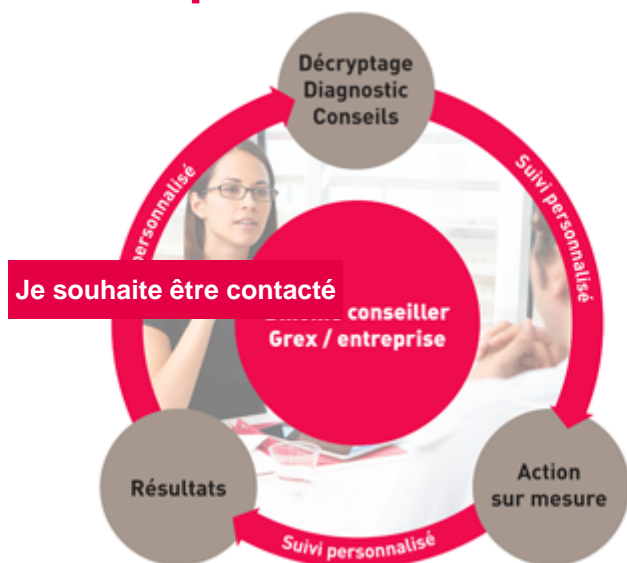 Décryptage
Diagnostic
Conseils
Suivi personnalisé
personnalisé
Je souhaite être contacté
conseiller
Grex / entreprise
Résultats
Action
sur mesure
Suivi personnalisé